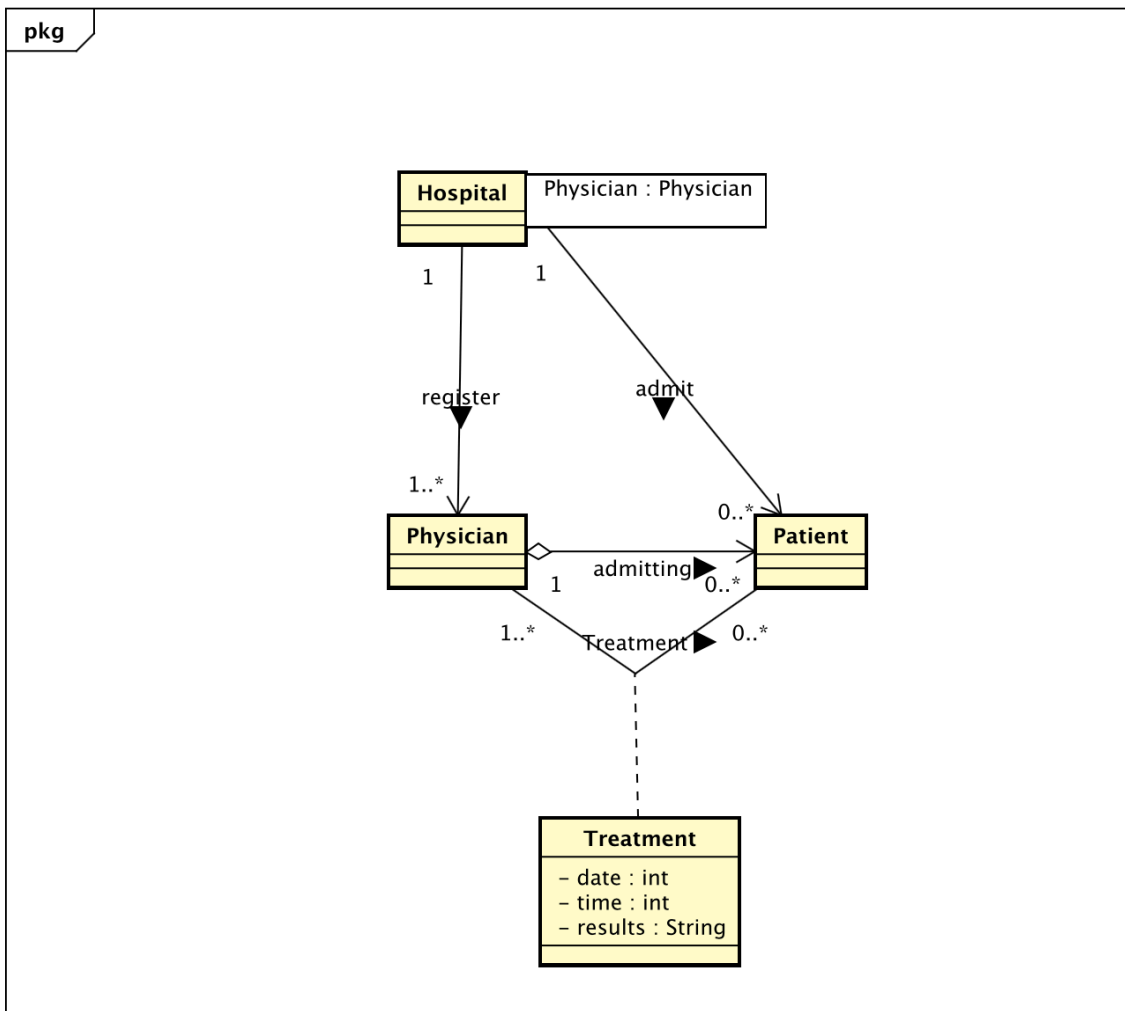 pkg
Hospital
Physician : Physician
1
1
register
admit
1..*
0..*
Physician
Patient
admitting
1
0..*
1..*
Treatment
0..*
Treatment
- date : int
- time : int
- results : String